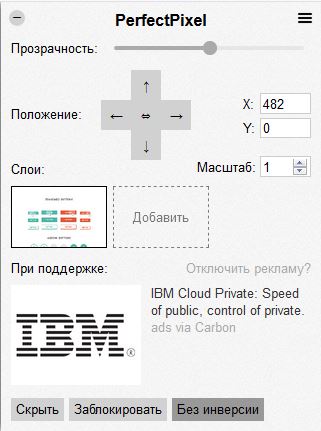 PerfectPixel
Прозрачность:
Положение:
X: 482
Y: 0
Слои:
Масштаб: 1
Добавить
При поддержке:
Отключить рекламу?
IBM®
IBM Cloud Private: Speed
of public, control of private.
ads via Carbon
Скрыть
Заблокировать
Без инверсии